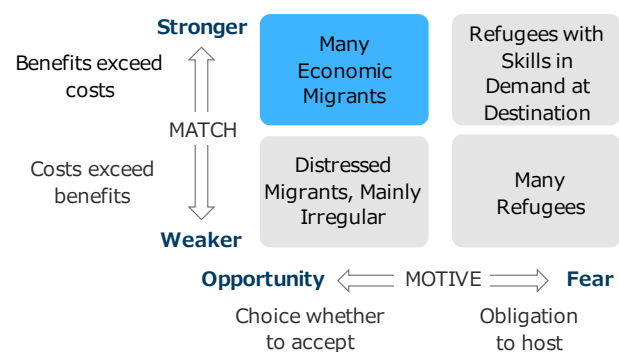 Stronger
Benefits exceed
costs
MATCH
Costs exceed
benefits
Weaker
Many
Economic
Migrants
Refugees with
Skills in
Demand at
Destination
Distressed
Migrants, Mainly
Irregular
Many
Refugees
Opportunity
MOTIVE
Fear
Choice whether
to accept
Obligation
to host